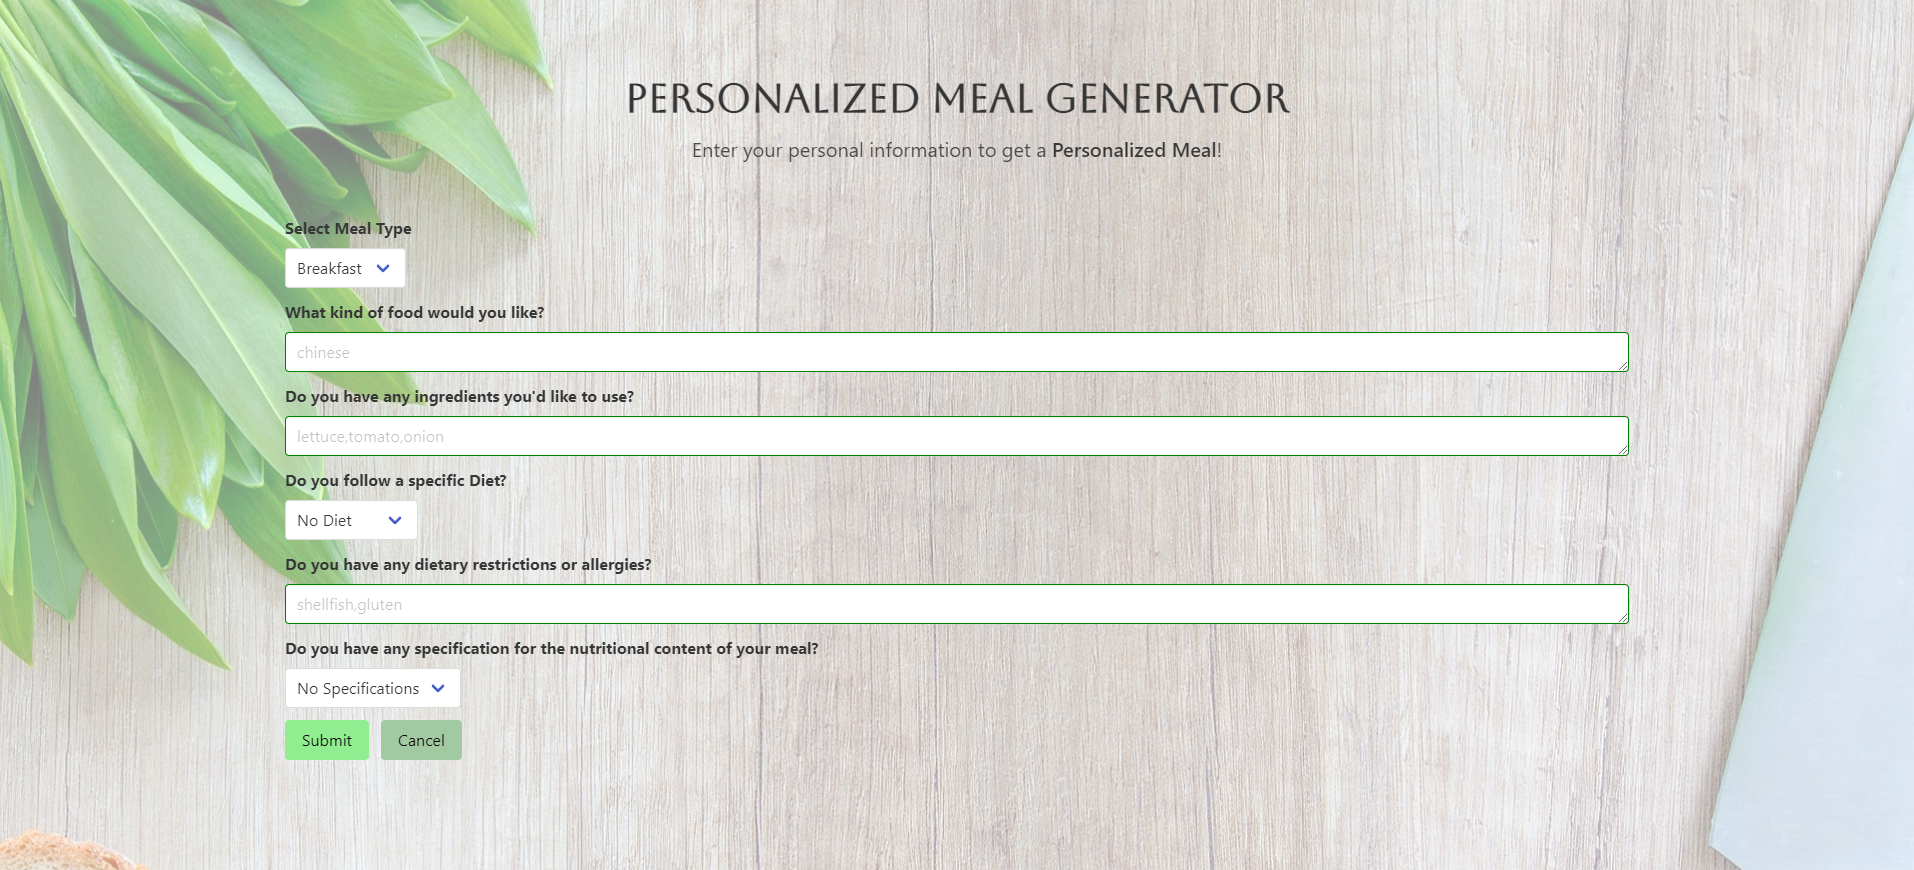 PERSONALIZED MEAL GENERATOR
Enter your personal information to get a Personalized Meal!
Select Meal Type
Breakfast
What kind of food would you like?
chinese
Do you have any ingredients you'd like to use?
lettuce,tomato,onion
Do you follow a specific Diet?
No Diet
Do you have any dietary restrictions or allergies?
shellfish,gluten
Do you have any specification for the nutritional content of your meal?
No Specifications
Submit Cancel